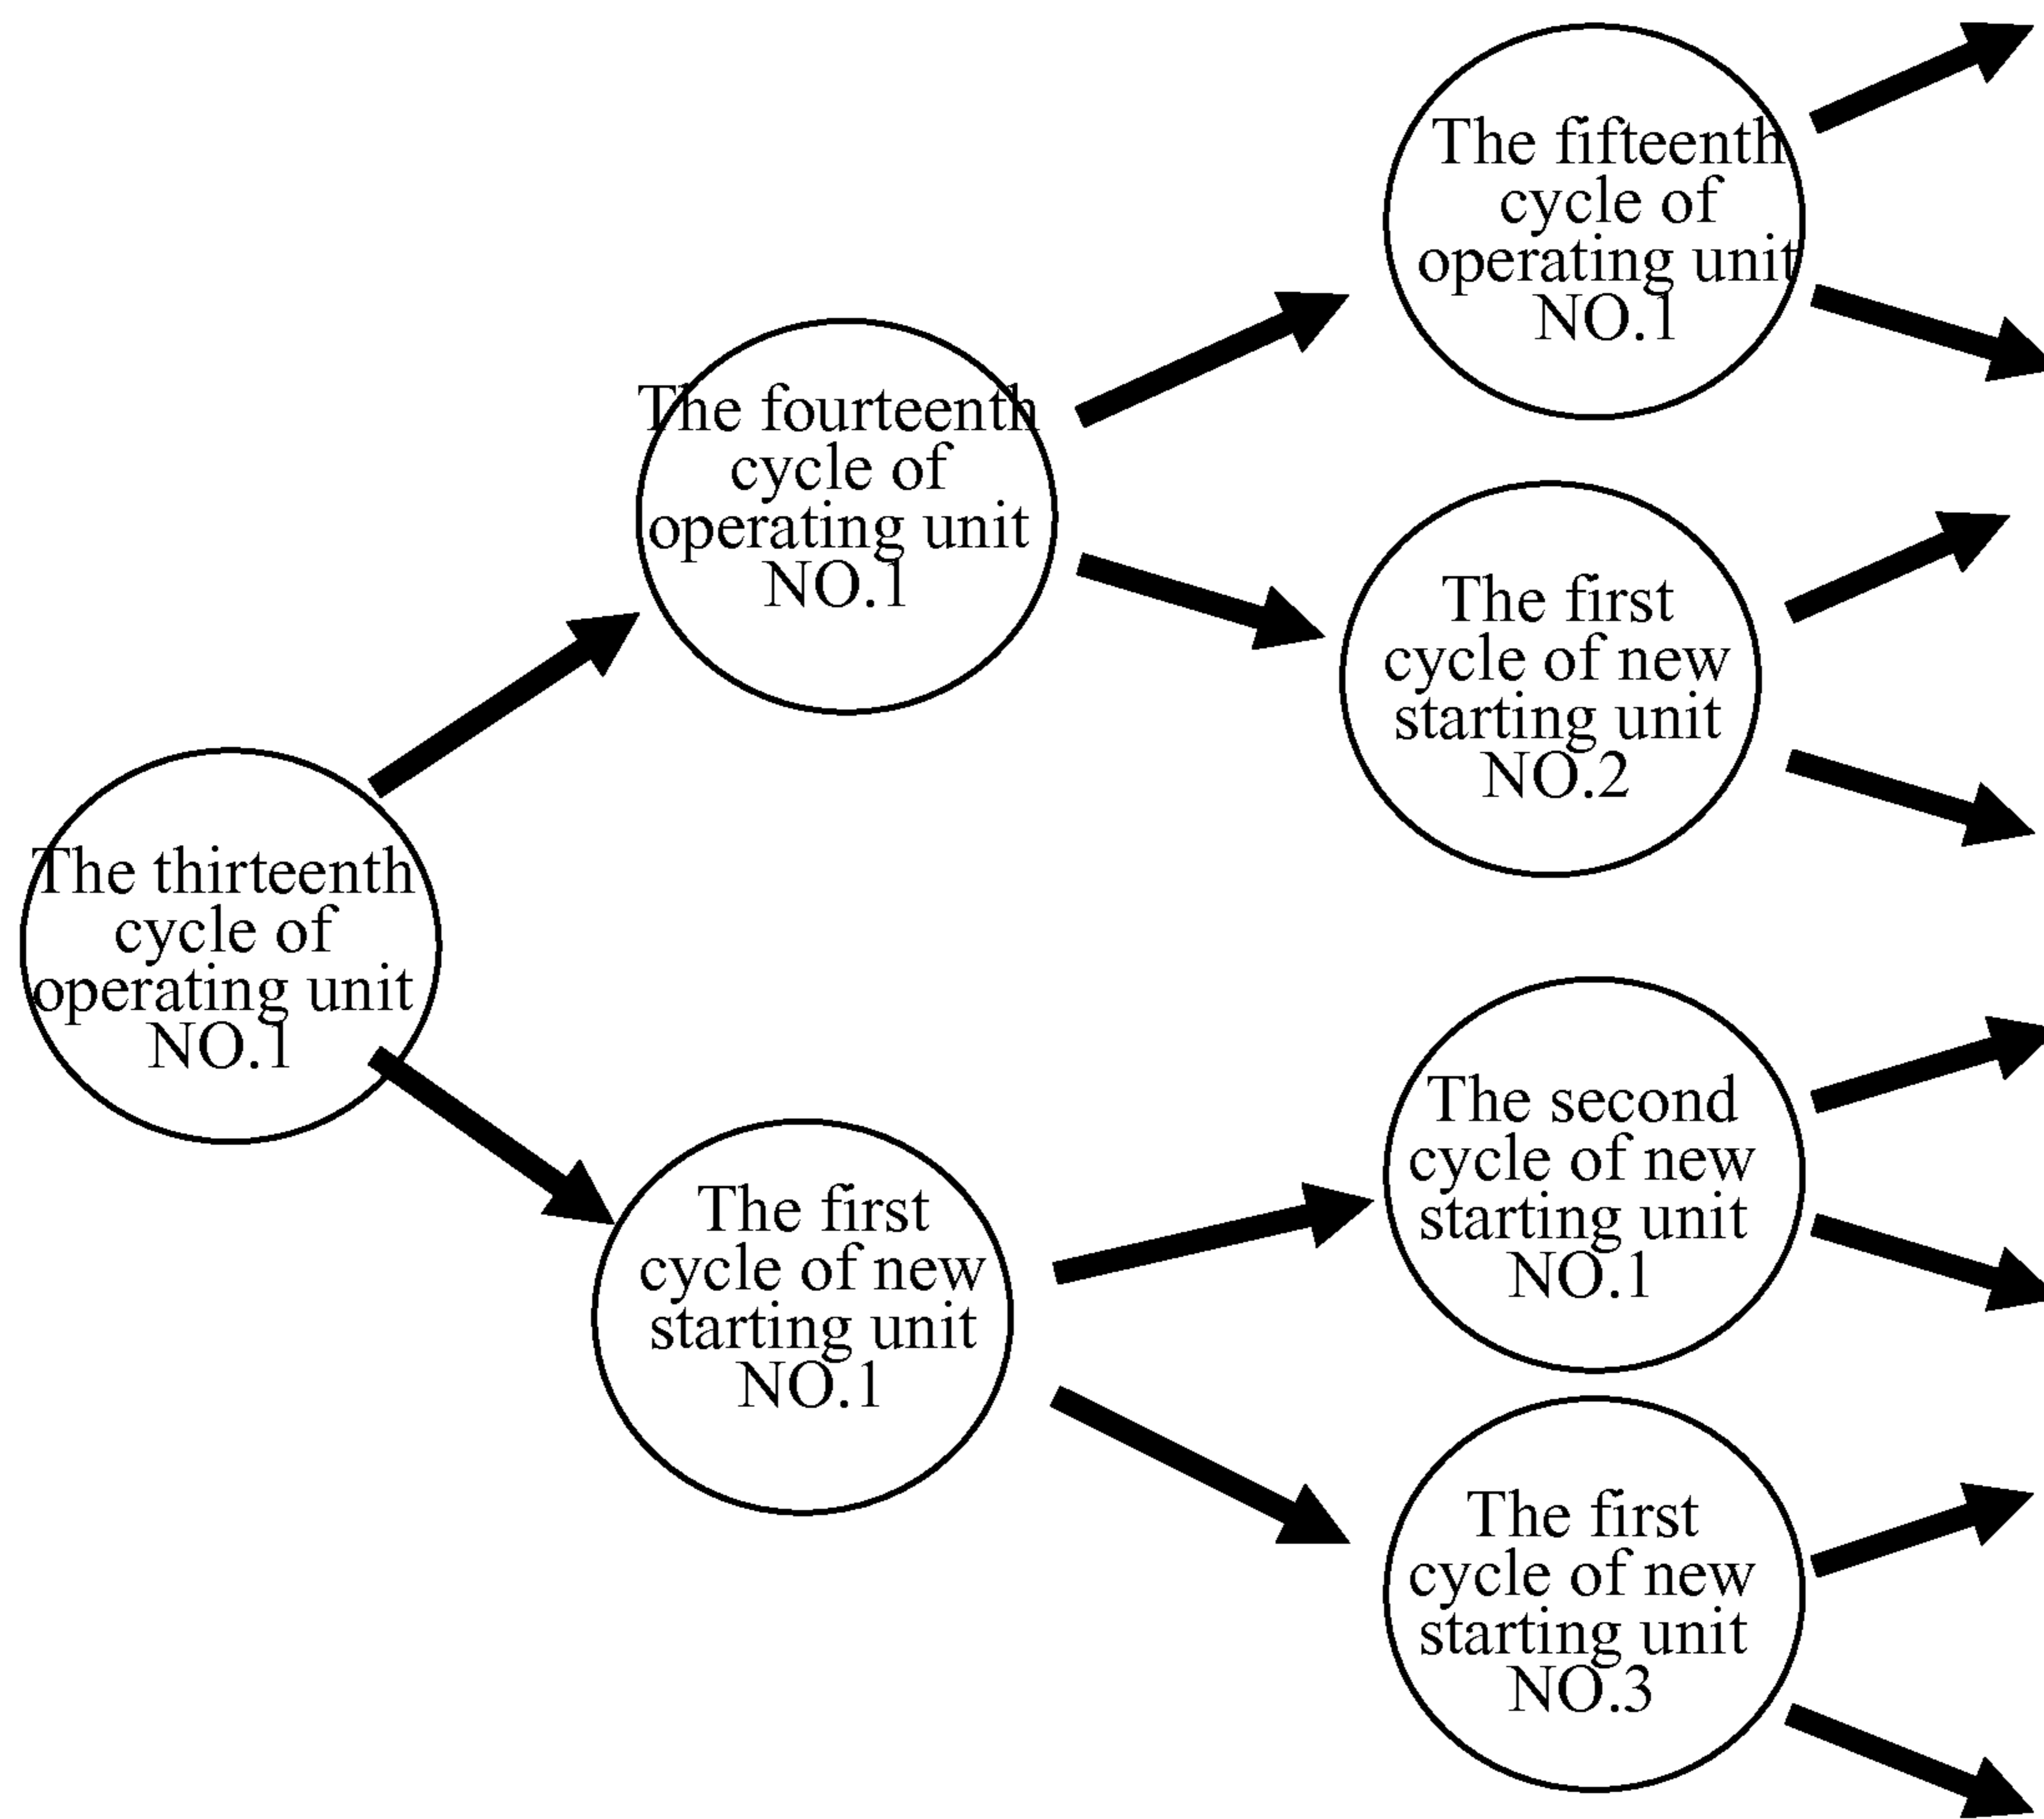 The fifteenth
cycle of
operating unit
NO.1
The fourteenth
cycle of
operating unit
NO.1
The first
cycle of new
starting unit
NO.2
The thirteenth
cycle of
operating unit
NO.1
The second
cycle of new
starting unit
NO.1
The first
cycle of new
starting unit
NO.1
The first
cycle of new
starting unit
NO.3